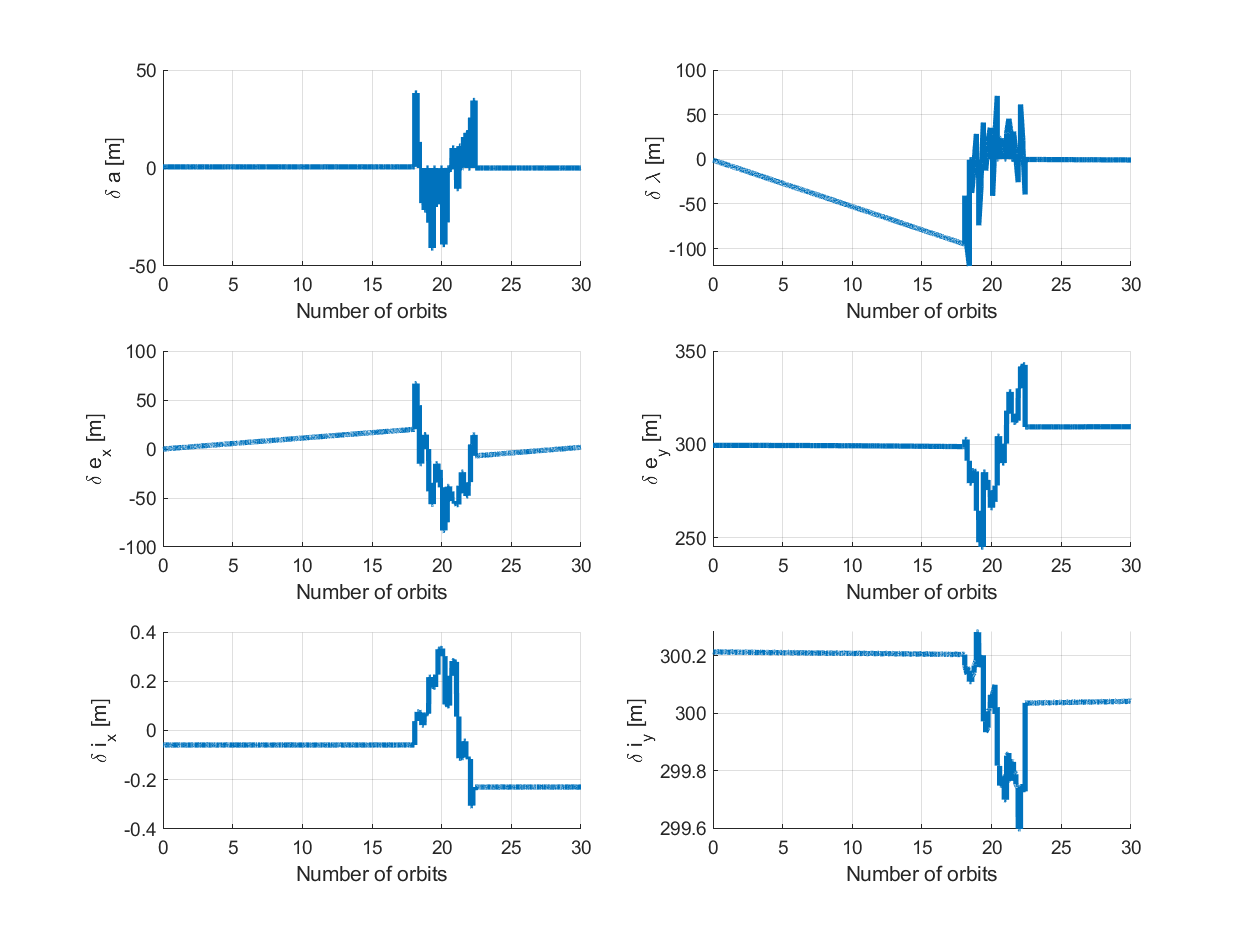 50
0
-50
δ a [m]
0 5 10 15 20 25 30
Number of orbits
100
50
0
-50
-100
δ λ [m]
0 5 10 15 20 25 30
Number of orbits
100
50
0
-50
-100
δ e_x [m]
0 5 10 15 20 25 30
Number of orbits
350
300
250
δ e_y [m]
0 5 10 15 20 25 30
Number of orbits
0.4
0.2
0
-0.2
-0.4
δ i_x [m]
0 5 10 15 20 25 30
Number of orbits
300.2
300
299.8
299.6
δ i_y [m]
0 5 10 15 20 25 30
Number of orbits